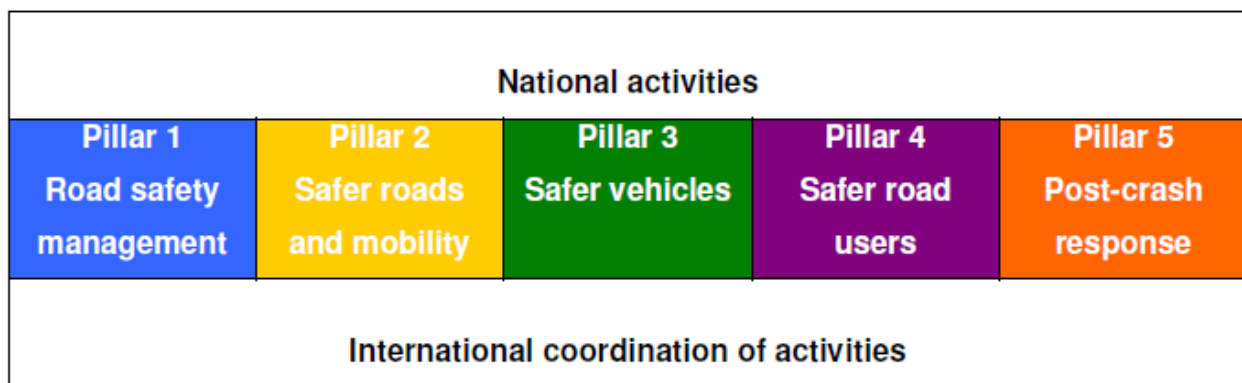 National activities
Pillar 1
Road safety
management
Pillar 2
Safer roads
and mobility
Pillar 3
Safer vehicles
Pillar 4
Safer road
users
Pillar 5
Post-crash
response
International coordination of activities